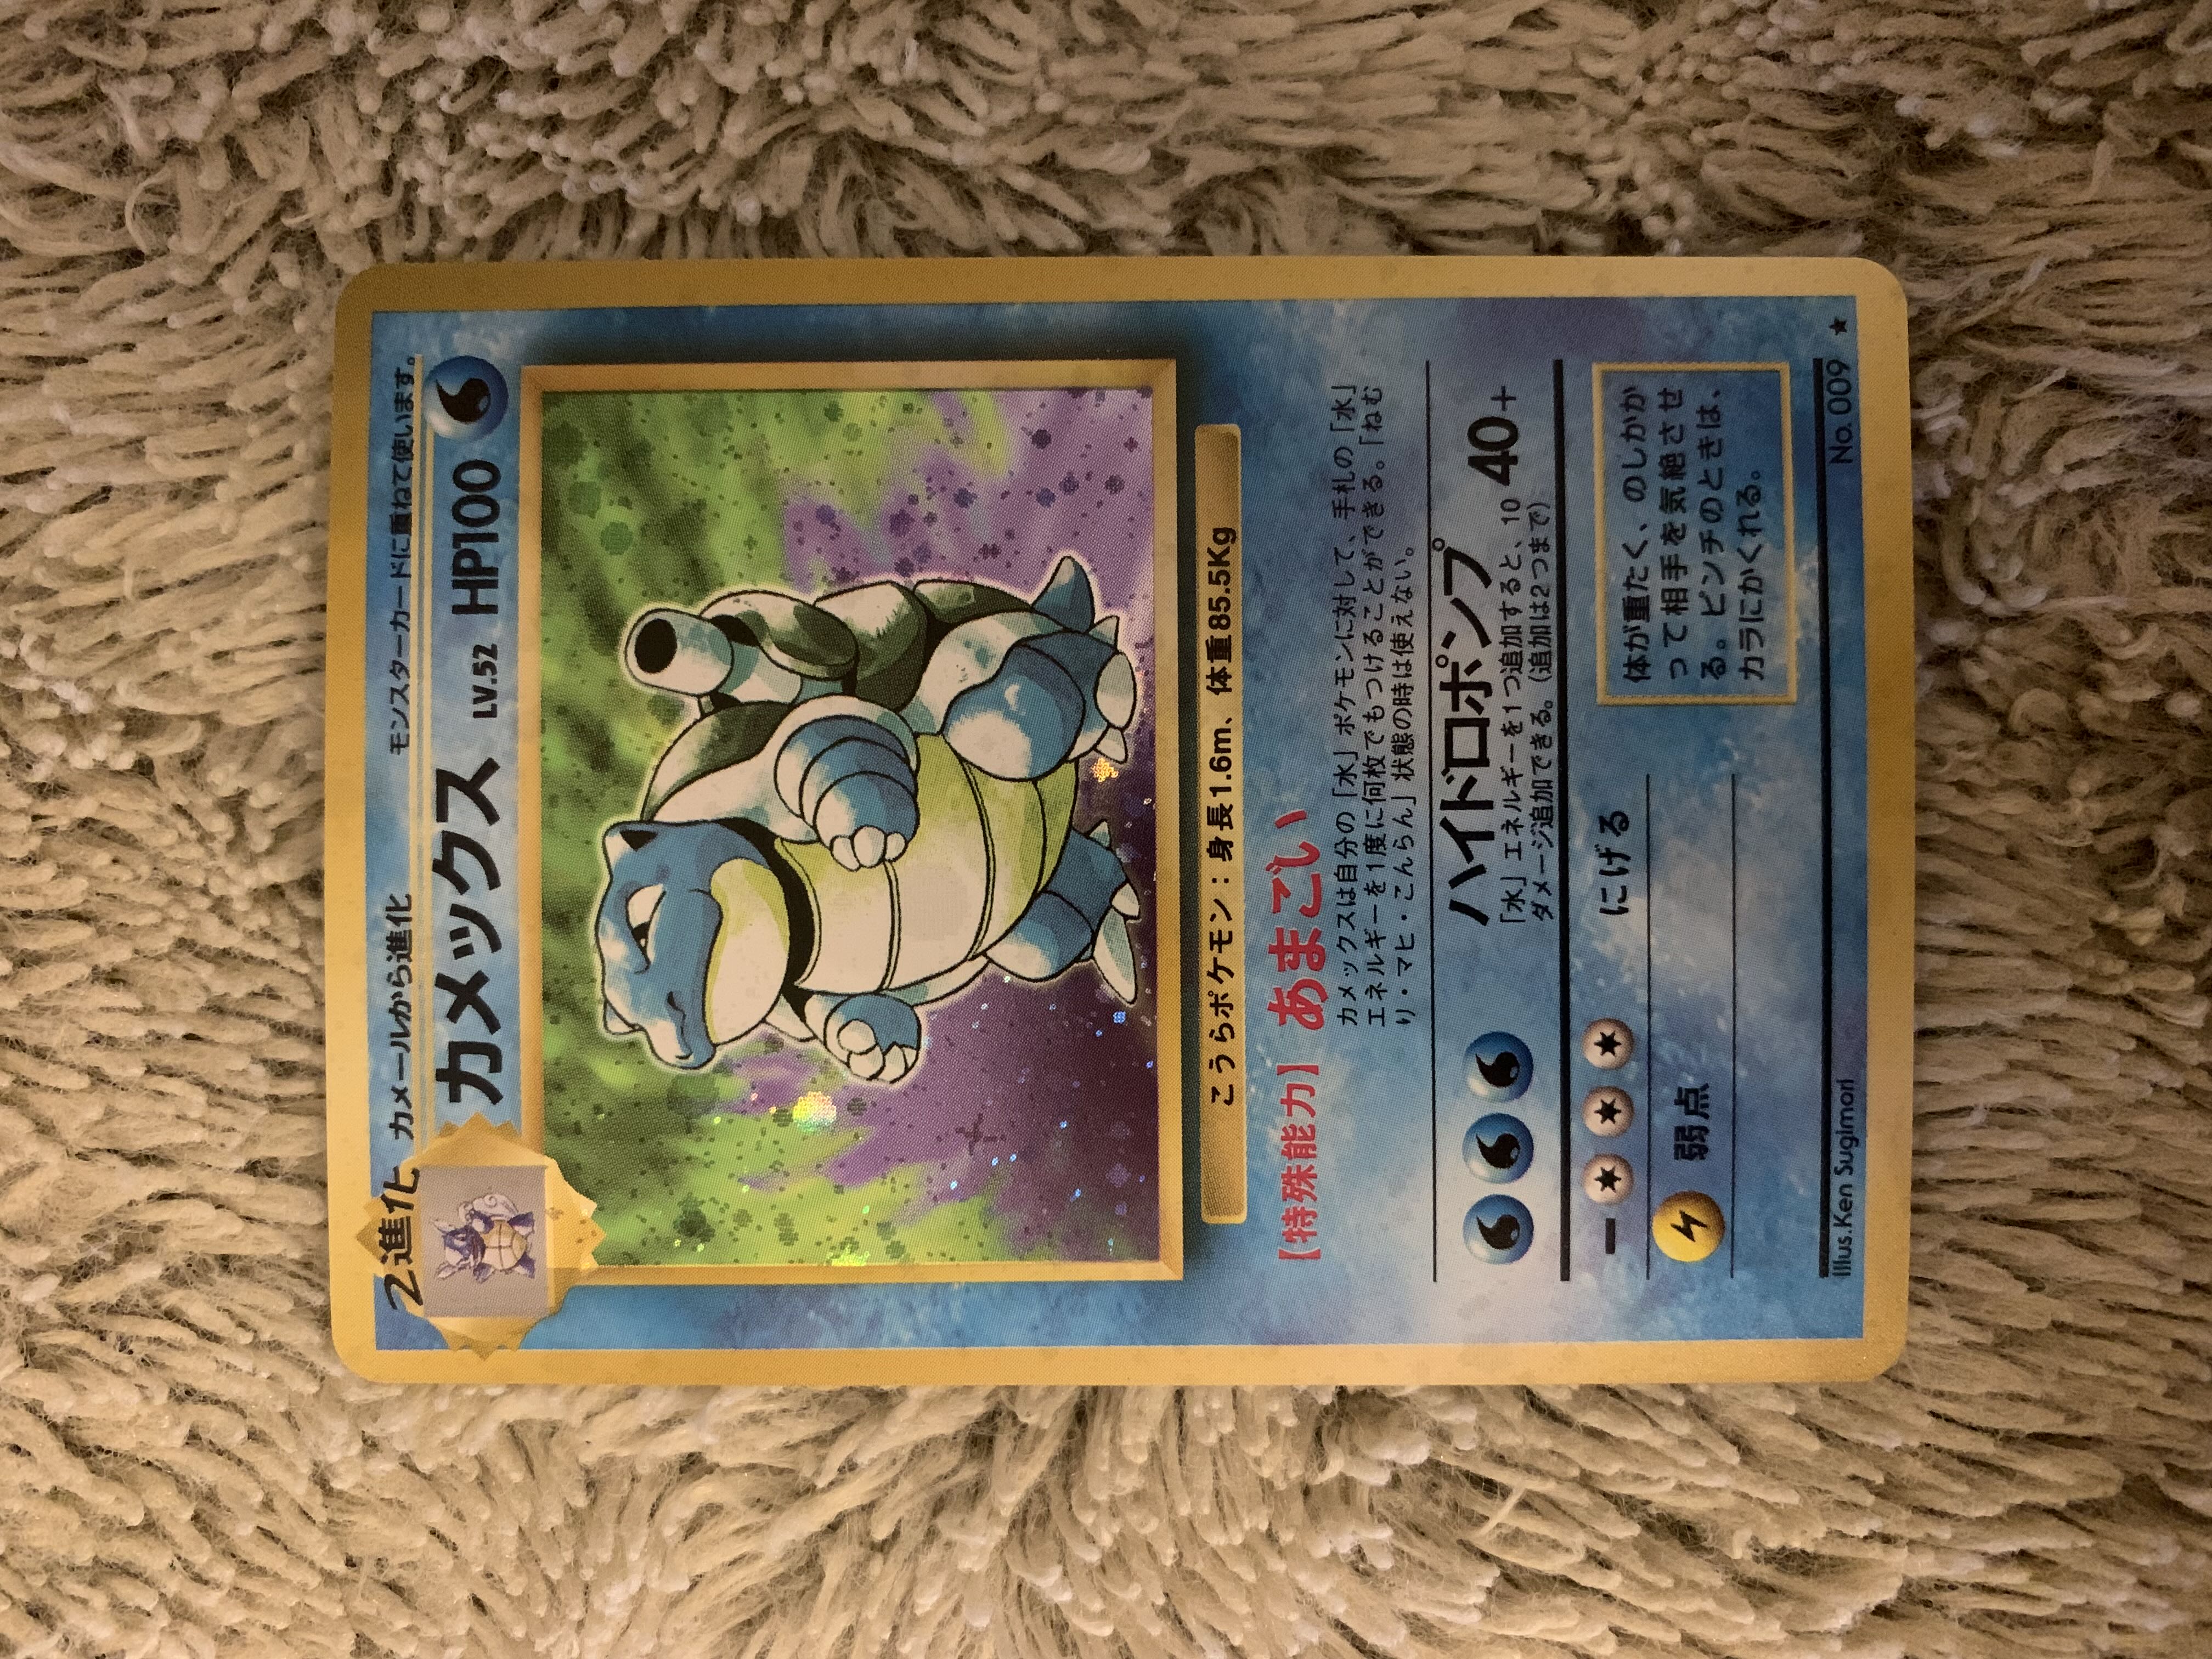 2進化 カメールから進化 モンスターカードに重ねて使います。
カメックス LV.52 HP100
こうらポケモン：身長1.6m、体重85.5Kg
【特殊能力】あまごい
カメックスは自分の「水」ポケモンに対して、手札の「水」
エネルギーを1度に何枚でもつけることができる。「ねむ
り・マヒ・こんらん」状態の時は使えない。
ハイドロポンプ 40+
「水」エネルギーを1つ追加すると、10
ダメージ追加できる。（追加は2つまで）
ー にげる
弱点
体が重たく、のしかか
って相手を気絶させ
る。ピンチのときは、
カラにかくれる。
Illus.Ken Sugimori No.009 ★